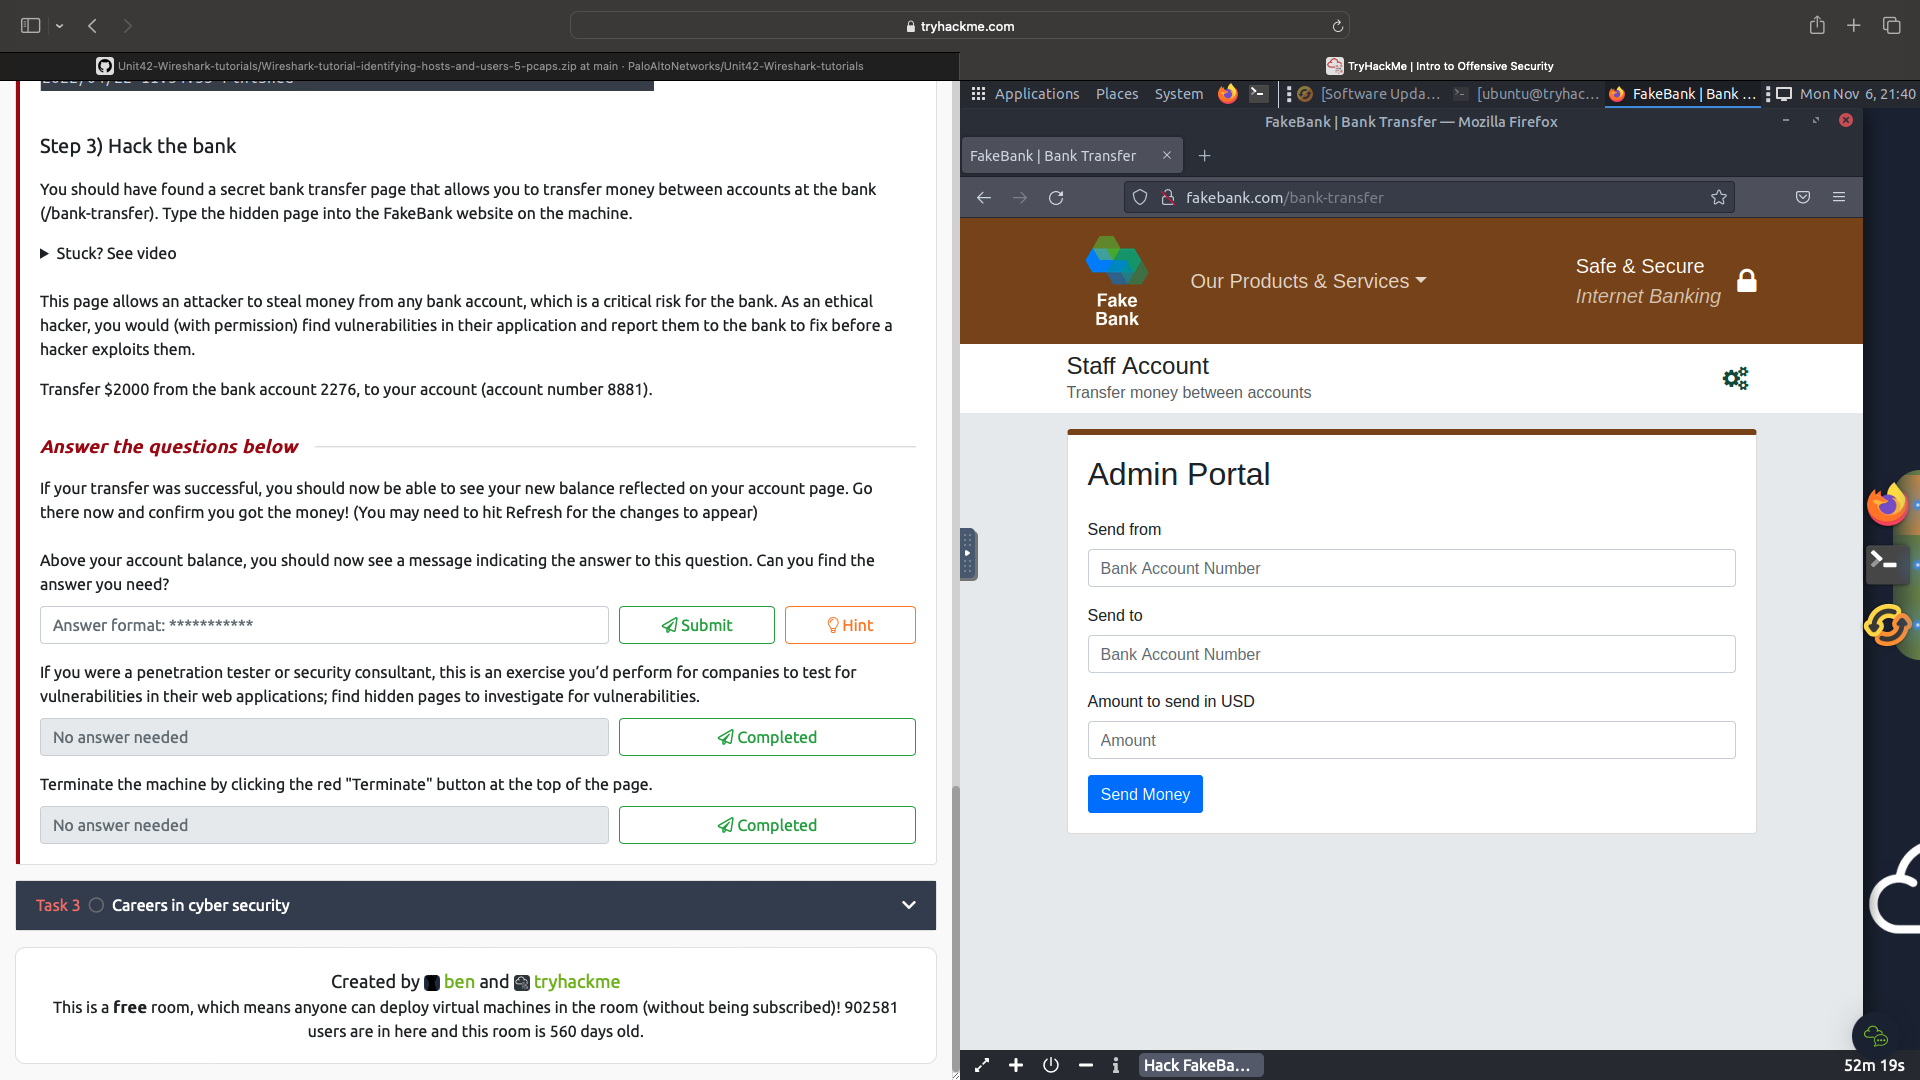 tryhackme.com
Unit42-Wireshark-tutorials/Wireshark-tutorial-identifying-hosts-and-users-5-pcaps.zip at main · PaloAltoNetworks/Unit42-Wireshark-tutorials
TryHackMe | Intro to Offensive Security
Step 3) Hack the bank
You should have found a secret bank transfer page that allows you to transfer money between accounts at the bank
(/bank-transfer). Type the hidden page into the FakeBank website on the machine.
Stuck? See video
This page allows an attacker to steal money from any bank account, which is a critical risk for the bank. As an ethical
hacker, you would (with permission) find vulnerabilities in their application and report them to the bank to fix before a
hacker exploits them.
Transfer $2000 from the bank account 2276, to your account (account number 8881).
Answer the questions below
If your transfer was successful, you should now be able to see your new balance reflected on your account page. Go
there now and confirm you got the money! (You may need to hit Refresh for the changes to appear)
Above your account balance, you should now see a message indicating the answer to this question. Can you find the
answer you need?
Answer format: ***********
Submit
Hint
If you were a penetration tester or security consultant, this is an exercise you’d perform for companies to test for
vulnerabilities in their web applications; find hidden pages to investigate for vulnerabilities.
No answer needed
Completed
Terminate the machine by clicking the red "Terminate" button at the top of the page.
No answer needed
Completed
Task 3
Careers in cyber security
Created by ben and tryhackme
This is a free room, which means anyone can deploy virtual machines in the room (without being subscribed)! 902581
users are in here and this room is 560 days old.
Applications Places System
[Software Upda...
[ubuntu@tryhac...
FakeBank | Bank ...
Mon Nov 6, 21:40
FakeBank | Bank Transfer — Mozilla Firefox
FakeBank | Bank Transfer
fakebank.com/bank-transfer
Fake
Bank
Our Products & Services
Safe & Secure
Internet Banking
Staff Account
Transfer money between accounts
Admin Portal
Send from
Bank Account Number
Send to
Bank Account Number
Amount to send in USD
Amount
Send Money
Hack FakeBa...
52m 19s